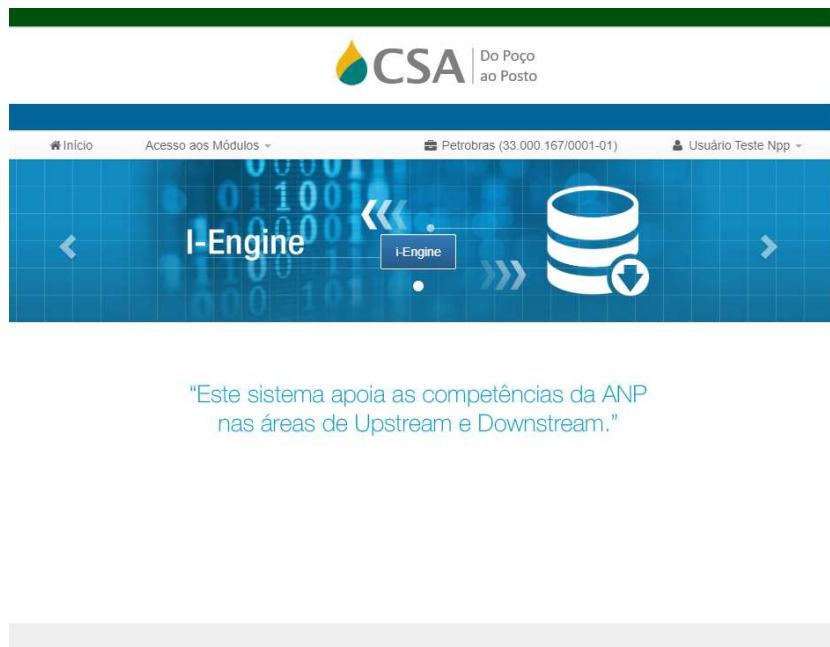 CSA
Do Poço
ao Posto
Início
Acesso aos Módulos
Petrobras (33.000.167/0001-01)
Usuário Teste Npp
I-Engine
i-Engine
“Este sistema apoia as competências da ANP
nas áreas de Upstream e Downstream.”